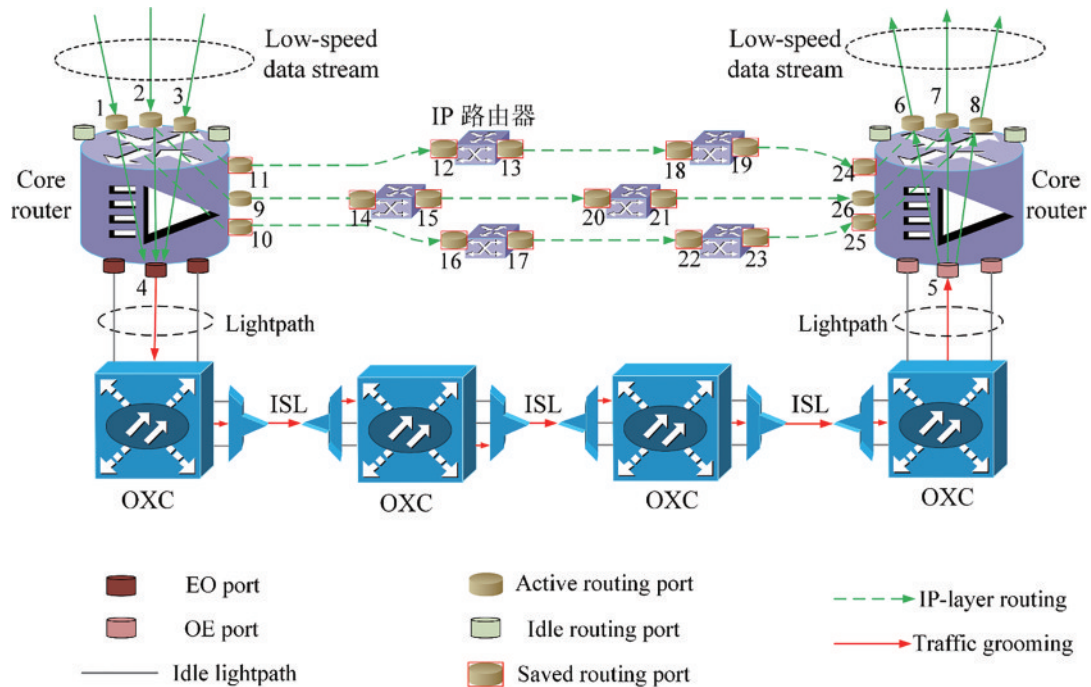 Low-speed
data stream
Low-speed
data stream
1
2
3
IP 路由器
6
7
8
Core
router
11
12
13
18
19
24
Core
router
9
14
15
20
21
26
10
16
17
22
23
25
4
Lightpath
5
Lightpath
ISL
ISL
ISL
OXC
OXC
OXC
OXC
EO port
Active routing port
IP-layer routing
OE port
Idle routing port
Traffic grooming
Idle lightpath
Saved routing port